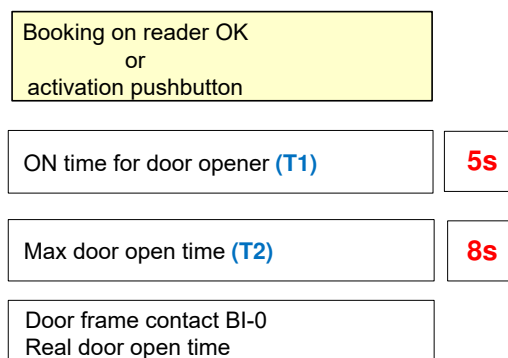 Booking on reader OK
or
activation pushbutton
ON time for door opener (T1) 5s
Max door open time (T2) 8s
Door frame contact BI-0
Real door open time